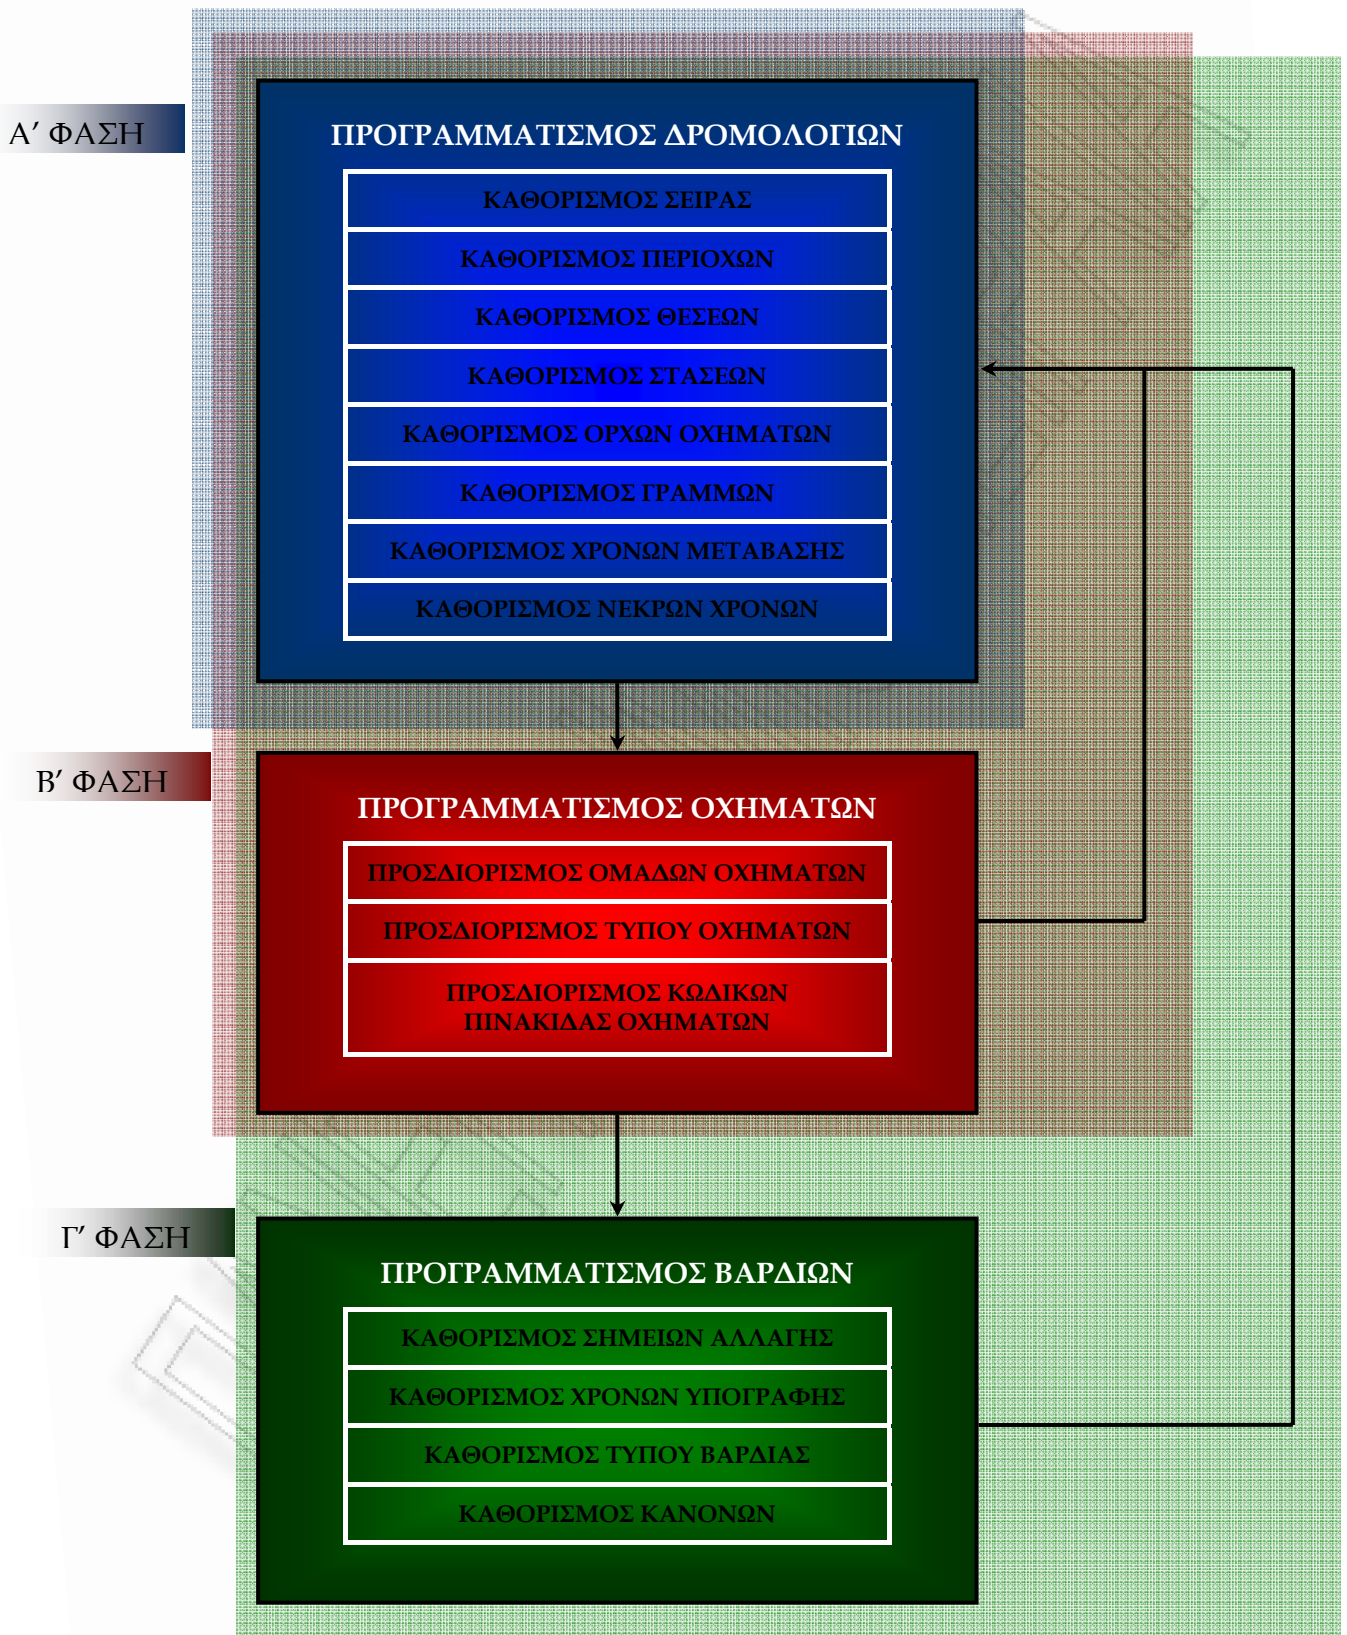 Α΄ ΦΑΣΗ
ΠΡΟΓΡΑΜΜΑΤΙΣΜΟΣ ΔΡΟΜΟΛΟΓΙΩΝ
ΚΑΘΟΡΙΣΜΟΣ ΣΕΙΡΑΣ
ΚΑΘΟΡΙΣΜΟΣ ΠΕΡΙΟΧΩΝ
ΚΑΘΟΡΙΣΜΟΣ ΘΕΣΕΩΝ
ΚΑΘΟΡΙΣΜΟΣ ΣΤΑΣΕΩΝ
ΚΑΘΟΡΙΣΜΟΣ ΟΡΧΩΝ ΟΧΗΜΑΤΩΝ
ΚΑΘΟΡΙΣΜΟΣ ΓΡΑΜΜΩΝ
ΚΑΘΟΡΙΣΜΟΣ ΧΡΟΝΩΝ ΜΕΤΑΒΑΣΗΣ
ΚΑΘΟΡΙΣΜΟΣ ΝΕΚΡΩΝ ΧΡΟΝΩΝ
Β΄ ΦΑΣΗ
ΠΡΟΓΡΑΜΜΑΤΙΣΜΟΣ ΟΧΗΜΑΤΩΝ
ΠΡΟΣΔΙΟΡΙΣΜΟΣ ΟΜΑΔΩΝ ΟΧΗΜΑΤΩΝ
ΠΡΟΣΔΙΟΡΙΣΜΟΣ ΤΥΠΟΥ ΟΧΗΜΑΤΩΝ
ΠΡΟΣΔΙΟΡΙΣΜΟΣ ΚΩΔΙΚΩΝ
ΠΙΝΑΚΙΔΑΣ ΟΧΗΜΑΤΩΝ
Γ΄ ΦΑΣΗ
ΠΡΟΓΡΑΜΜΑΤΙΣΜΟΣ ΒΑΡΔΙΩΝ
ΚΑΘΟΡΙΣΜΟΣ ΣΗΜΕΙΩΝ ΑΛΛΑΓΗΣ
ΚΑΘΟΡΙΣΜΟΣ ΧΡΟΝΩΝ ΥΠΟΓΡΑΦΗΣ
ΚΑΘΟΡΙΣΜΟΣ ΤΥΠΟΥ ΒΑΡΔΙΑΣ
ΚΑΘΟΡΙΣΜΟΣ ΚΑΝΟΝΩΝ